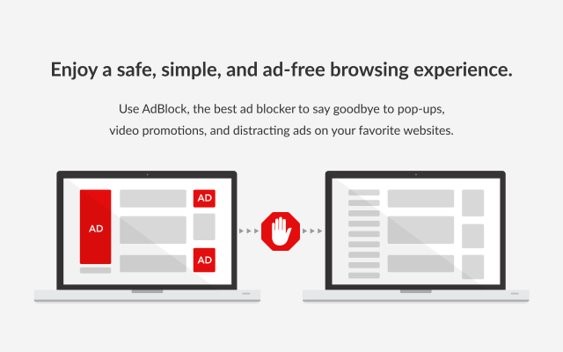 Enjoy a safe, simple, and ad-free browsing experience.
Use AdBlock, the best ad blocker to say goodbye to pop-ups,
video promotions, and distracting ads on your favorite websites.
AD
AD
AD